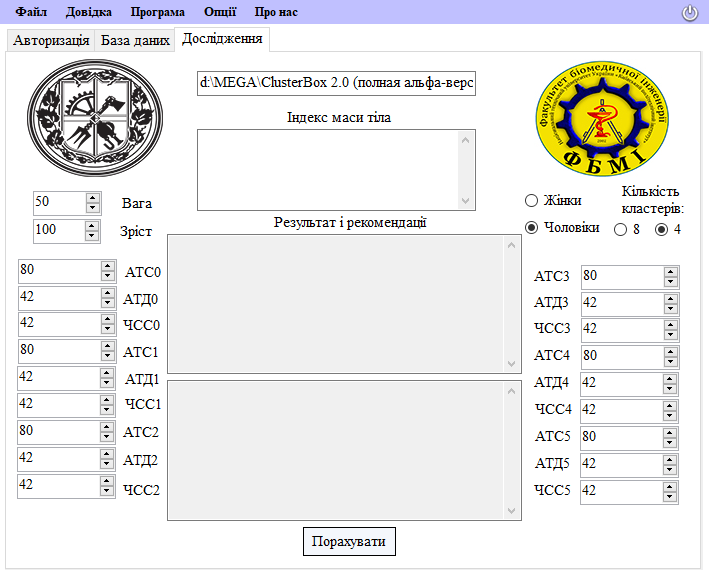 Файл Довідка Програма Опції Про нас
Авторизація База даних Дослідження
d:\MEGA\ClusterBox 2.0 (полная альфа-верс
Індекс маси тіла
Факультет біомедичної інженерії
ФБМІ
50 Вага
100 Зріст
Жінки
Чоловіки
Кількість
кластерів:
8 4
Результат і рекомендації
80 АТС0
42 АТД0
42 ЧСС0
80 АТС1
42 АТД1
42 ЧСС1
80 АТС2
42 АТД2
42 ЧСС2
АТС3 80
АТД3 42
ЧСС3 42
АТС4 80
АТД4 42
ЧСС4 42
АТС5 80
АТД5 42
ЧСС5 42
Порахувати